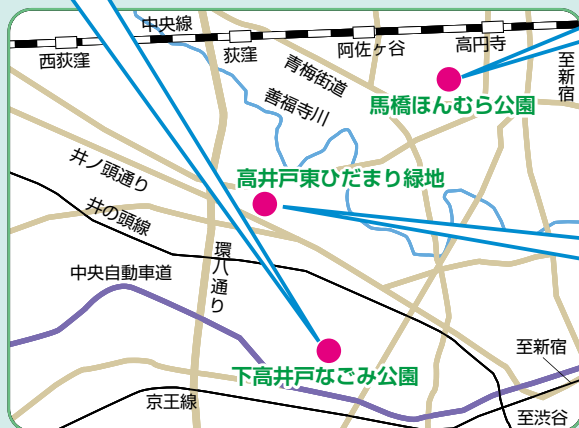 中央線
西荻窪
荻窪
阿佐ヶ谷
高円寺
至新宿
青梅街道
善福寺川
馬橋ほんむら公園
井ノ頭通り
高井戸東ひだまり緑地
井の頭線
環八通り
中央自動車道
下高井戸なごみ公園
至新宿
京王線
至渋谷